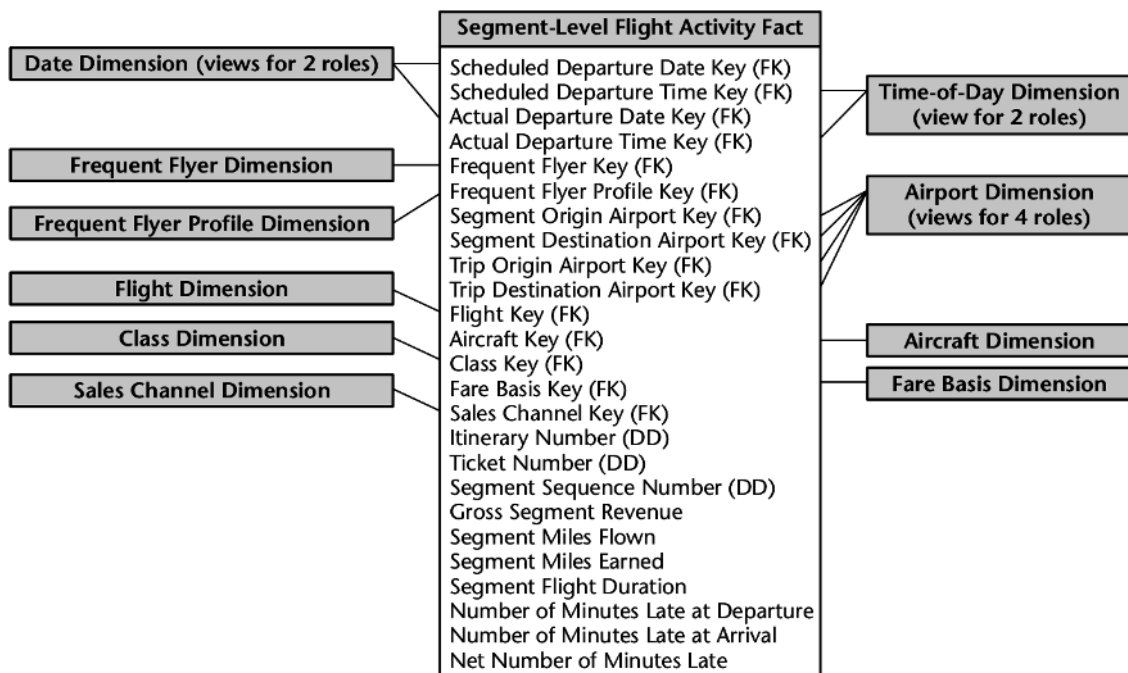 Segment-Level Flight Activity Fact
Date Dimension (views for 2 roles)
Frequent Flyer Dimension
Frequent Flyer Profile Dimension
Flight Dimension
Class Dimension
Sales Channel Dimension
Scheduled Departure Date Key (FK)
Scheduled Departure Time Key (FK)
Actual Departure Date Key (FK)
Actual Departure Time Key (FK)
Frequent Flyer Key (FK)
Frequent Flyer Profile Key (FK)
Segment Origin Airport Key (FK)
Segment Destination Airport Key (FK)
Trip Origin Airport Key (FK)
Trip Destination Airport Key (FK)
Flight Key (FK)
Aircraft Key (FK)
Class Key (FK)
Fare Basis Key (FK)
Sales Channel Key (FK)
Itinerary Number (DD)
Ticket Number (DD)
Segment Sequence Number (DD)
Gross Segment Revenue
Segment Miles Flown
Segment Miles Earned
Segment Flight Duration
Number of Minutes Late at Departure
Number of Minutes Late at Arrival
Net Number of Minutes Late
Time-of-Day Dimension
(view for 2 roles)
Airport Dimension
(views for 4 roles)
Aircraft Dimension
Fare Basis Dimension